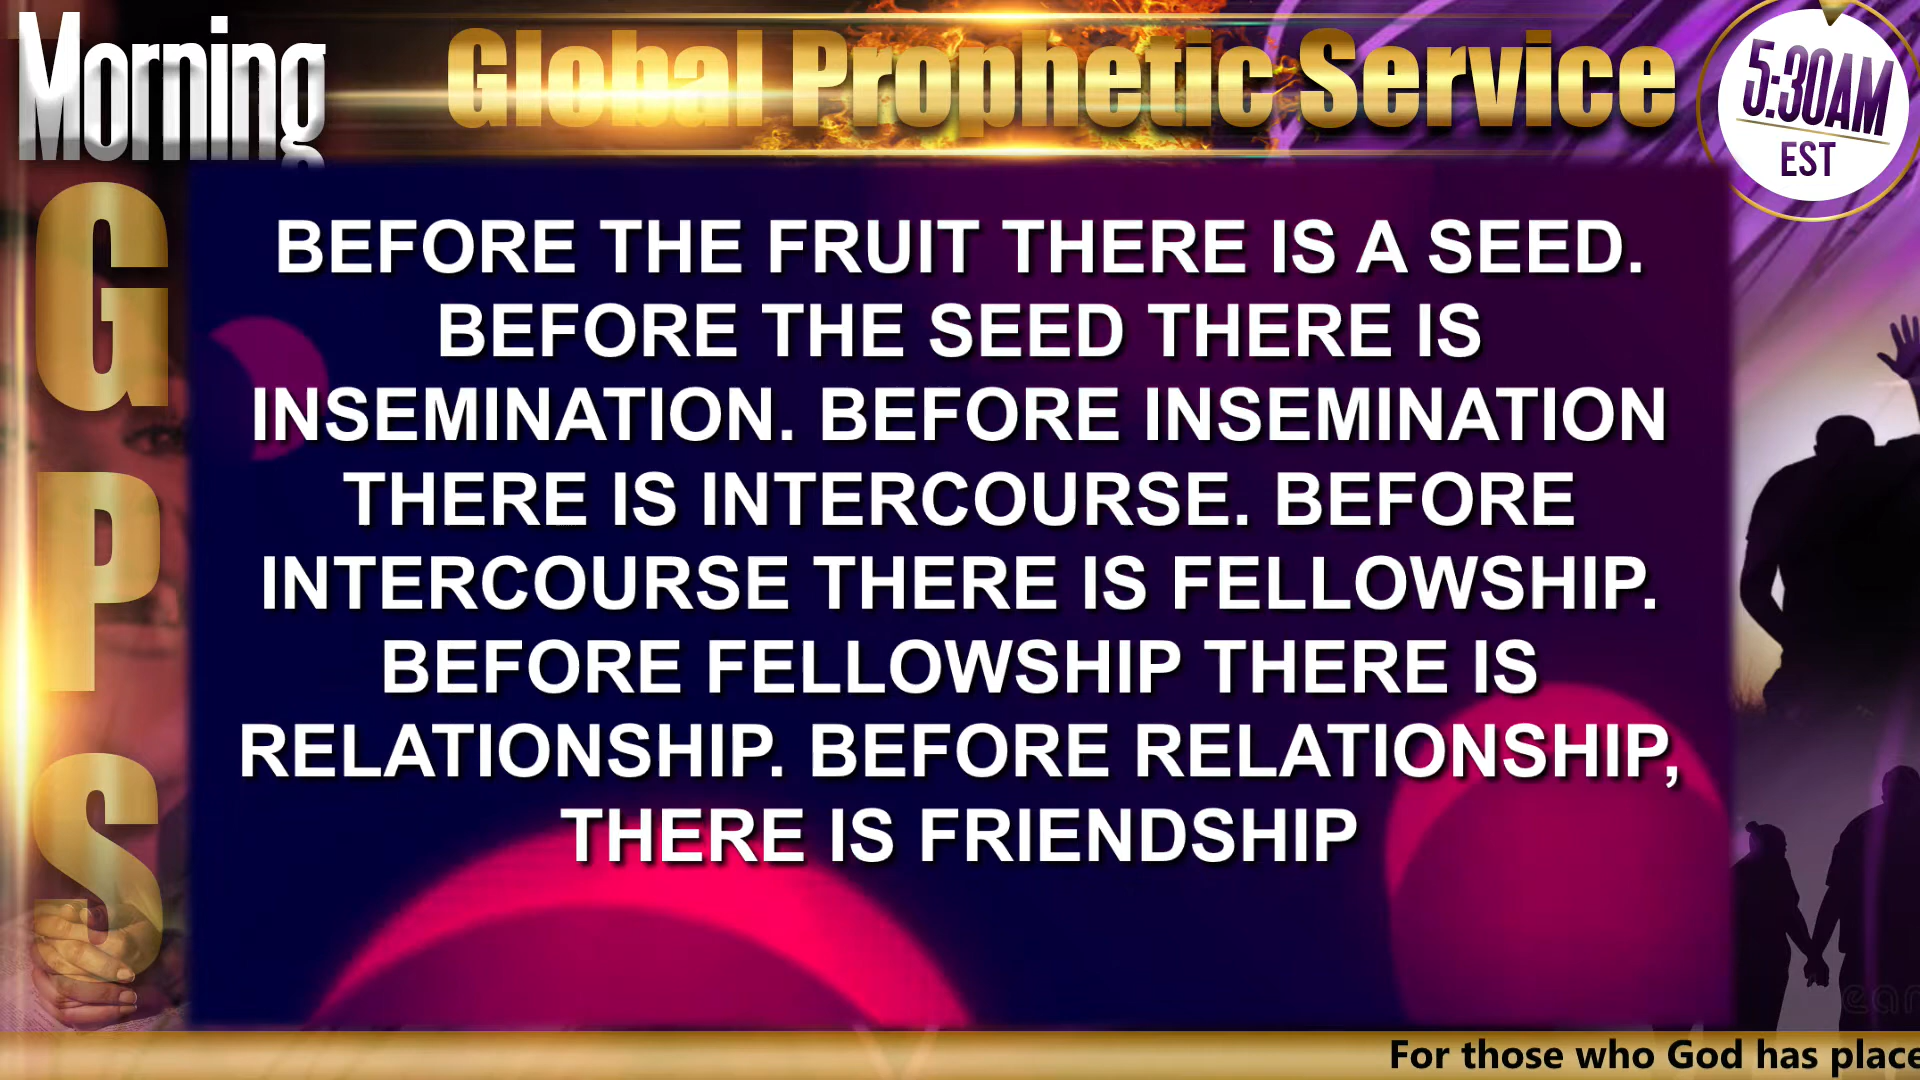 Morning
Global Prophetic Service
5:30AM
EST
G
P
S
BEFORE THE FRUIT THERE IS A SEED.
BEFORE THE SEED THERE IS
INSEMINATION. BEFORE INSEMINATION
THERE IS INTERCOURSE. BEFORE
INTERCOURSE THERE IS FELLOWSHIP.
BEFORE FELLOWSHIP THERE IS
RELATIONSHIP. BEFORE RELATIONSHIP,
THERE IS FRIENDSHIP
For those who God has place